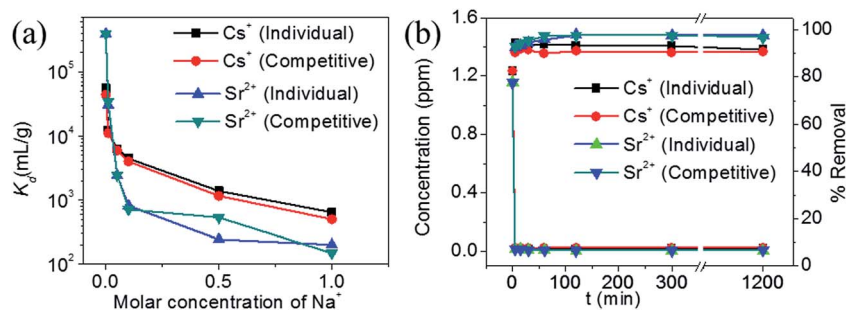 (a)
Cs⁺ (Individual)
Cs⁺ (Competitive)
Sr²⁺ (Individual)
Sr²⁺ (Competitive)
K_d(mL/g)
10⁵
10⁴
10³
10²
0.0 0.5 1.0
Molar concentration of Na⁺
(b)
Cs⁺ (Individual)
Cs⁺ (Competitive)
Sr²⁺ (Individual)
Sr²⁺ (Competitive)
Concentration (ppm)
1.6
1.2
0.8
0.4
0.0
% Removal
100
80
60
40
20
0
0 100 200 300 1200
t (min)